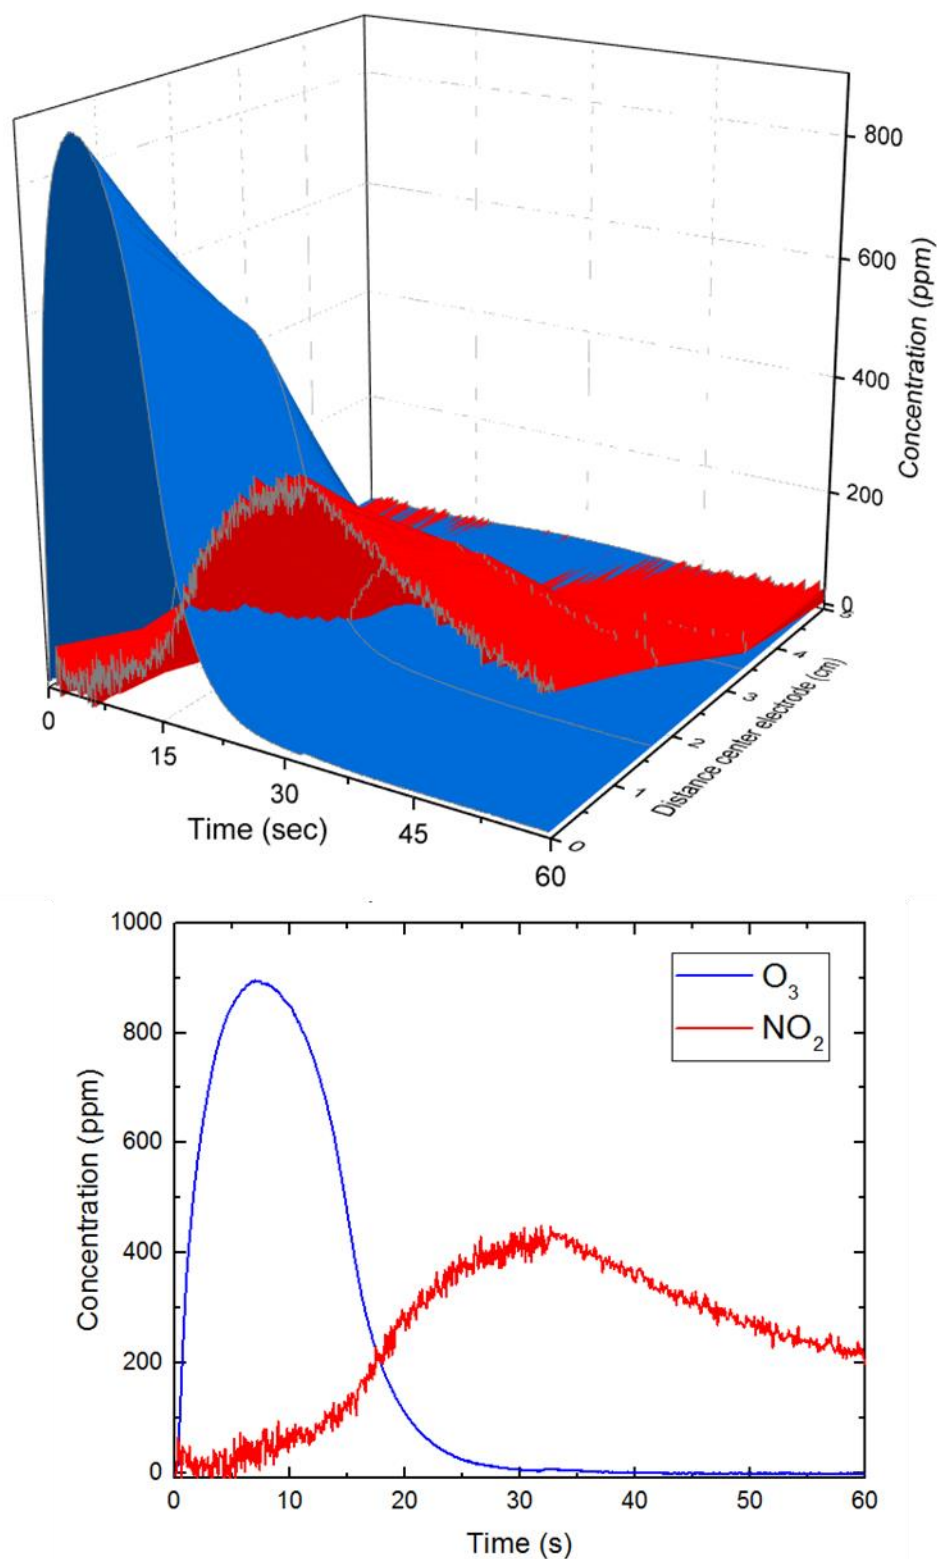 800
600
400
200
0
Concentration (ppm)
5
4
3
2
1
0
Distance center electrode (cm)
0
15
30
45
60
Time (sec)
1000
800
600
400
200
0
Concentration (ppm)
O₃
NO₂
0 10 20 30 40 50 60
Time (s)